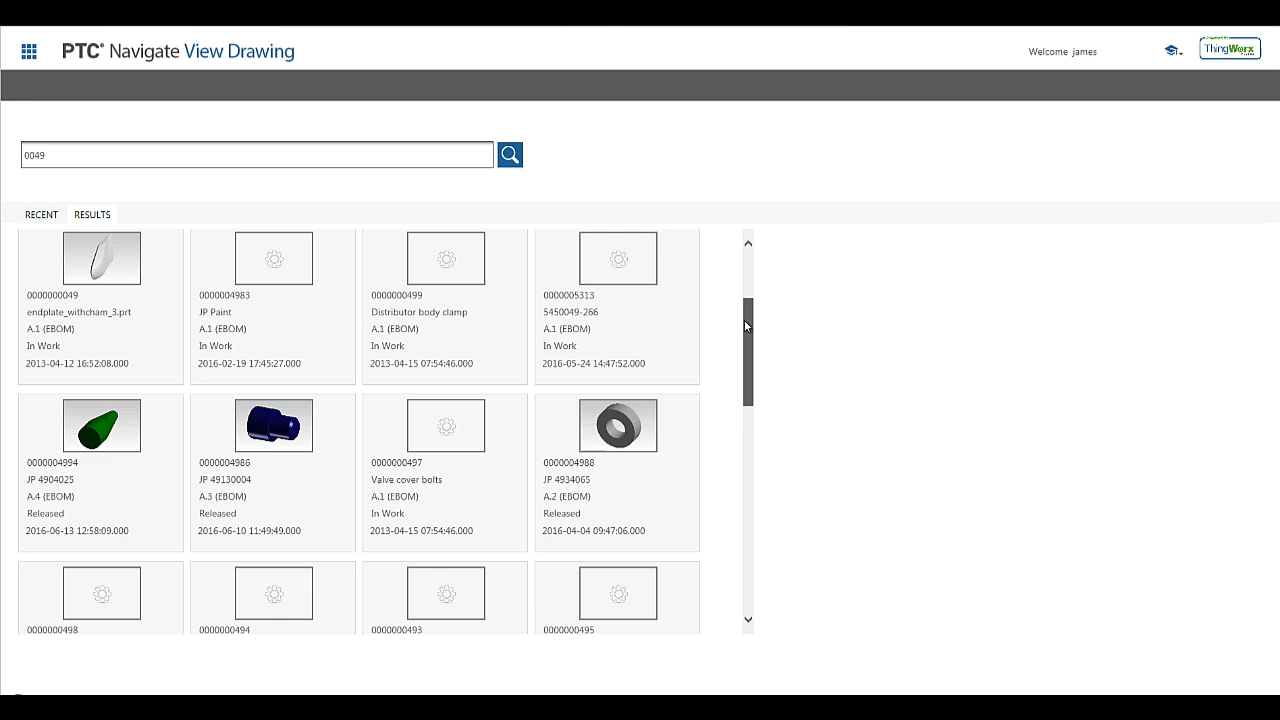 PTC® Navigate View Drawing
Welcome james
ThingWorx
0049
RECENT RESULTS
0000000049
endplate_withcham_3.prt
A.1 (EBOM)
In Work
2013-04-12 16:52:08.000
0000004983
JP Paint
A.1 (EBOM)
In Work
2016-02-19 17:45:27.000
0000000499
Distributor body clamp
A.1 (EBOM)
In Work
2013-04-15 07:54:46.000
0000005313
5450049-266
A.1 (EBOM)
In Work
2016-05-24 14:47:52.000
0000004994
JP 4904025
A.4 (EBOM)
Released
2016-06-13 12:58:09.000
0000004986
JP 49130004
A.3 (EBOM)
Released
2016-06-10 11:49:49.000
0000000497
Valve cover bolts
A.1 (EBOM)
In Work
2013-04-15 07:54:46.000
0000004988
JP 4934065
A.2 (EBOM)
Released
2016-04-04 09:47:06.000
0000000498
0000000494
0000000493
0000000495